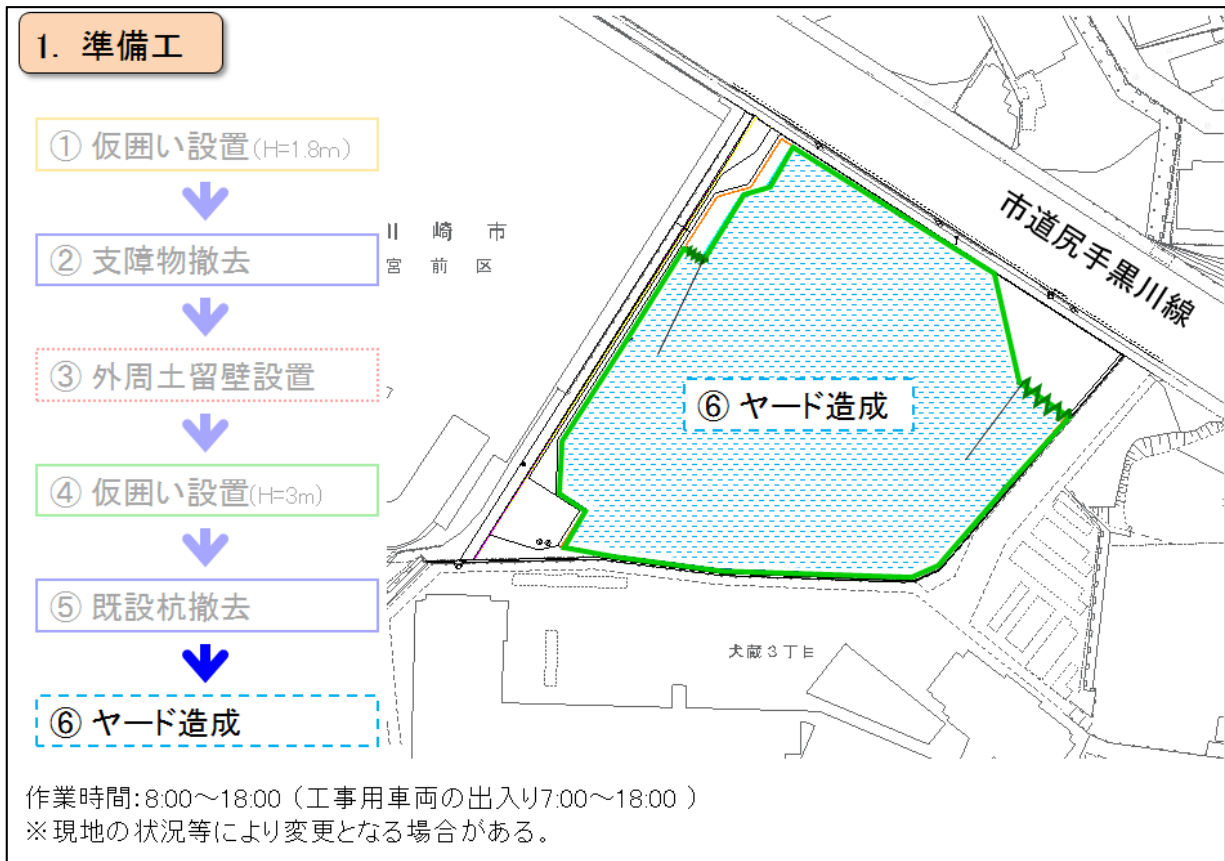 1. 準備工
① 仮囲い設置(H=1.8m)
② 支障物撤去
③ 外周土留壁設置
④ 仮囲い設置(H=3m)
⑤ 既設杭撤去
⑥ ヤード造成
川崎市
宮前区
市道尻手黒川線
⑥ ヤード造成
犬蔵3丁目
作業時間:8:00～18:00 (工事用車両の出入り7:00～18:00 )
※現地の状況等により変更となる場合がある。